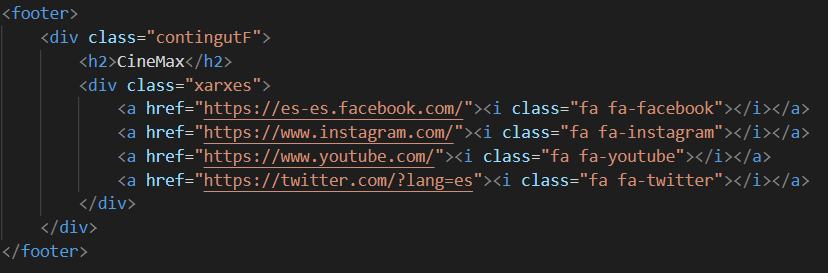 <footer>
<div class="contingutF">
<h2>CineMax</h2>
<div class="xarxes">
<a href="https://es-es.facebook.com/"><i class="fa fa-facebook"></i></a>
<a href="https://www.instagram.com/"><i class="fa fa-instagram"></i></a>
<a href="https://www.youtube.com/"><i class="fa fa-youtube"></i></a>
<a href="https://twitter.com/?lang=es"><i class="fa fa-twitter"></i></a>
</div>
</div>
</footer>